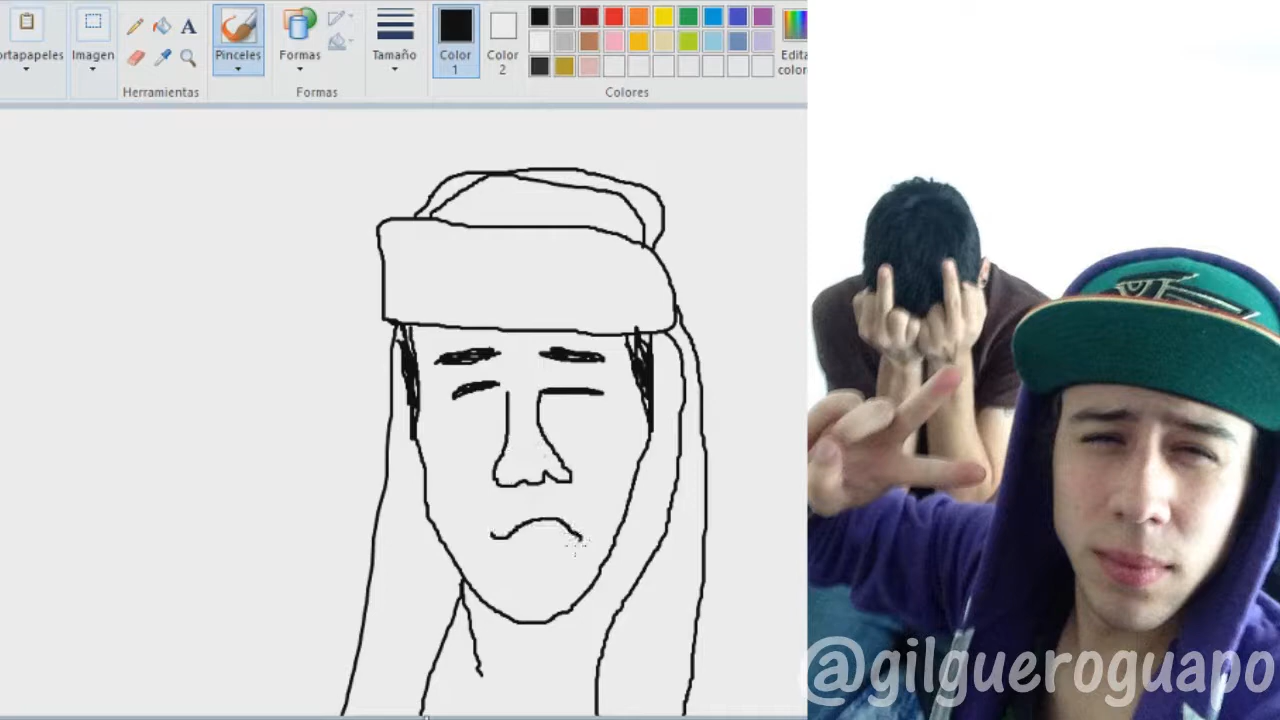 ortapapeles
Imagen
Herramientas
Pinceles
Formas
Formas
Tamaño
Color
1
Color
2
Colores
Edita
color
A
@gilgueroguapo